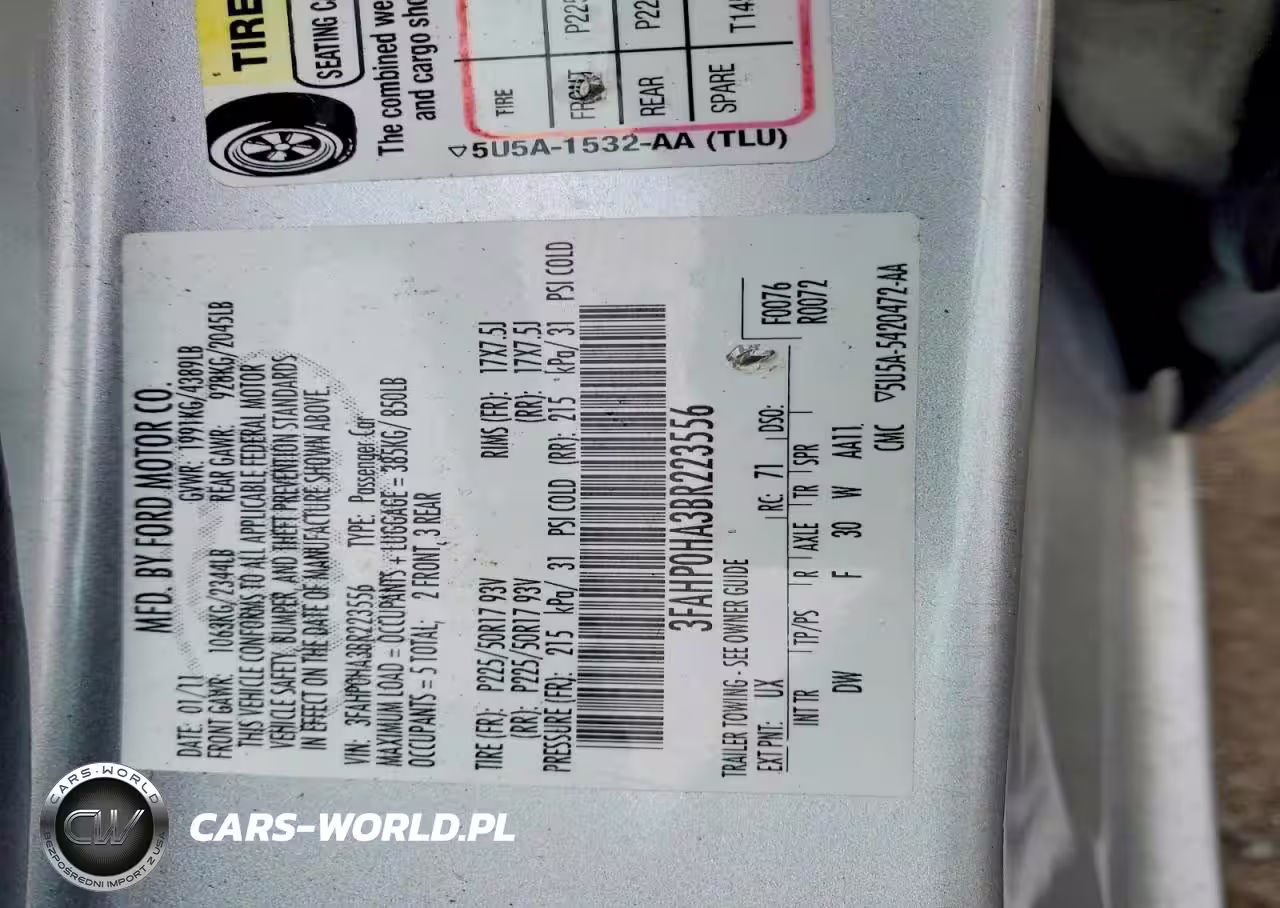 TIRE
SEATING C
The combined we
and cargo sho
TIRE
FRONT P225
REAR P22
SPARE T14
5U5A-1532-AA (TLU)
MFD. BY FORD MOTOR CO.
DATE: 01/11 GVWR: 1991KG/4389LB
FRONT GAWR: 1063KG/2344LB REAR GAWR: 928KG/2045LB
THIS VEHICLE CONFORMS TO ALL APPLICABLE FEDERAL MOTOR
VEHICLE SAFETY, BUMPER, AND THEFT PREVENTION STANDARDS
IN EFFECT ON THE DATE OF MANUFACTURE SHOWN ABOVE.
VIN: 3FAHP0HA3BR223556 TYPE: Passenger Car
MAXIMUM LOAD = OCCUPANTS + LUGGAGE = 385KG/ 850LB
OCCUPANTS = 5 TOTAL; 2 FRONT, 3 REAR
TIRE (FR): P225/50R17 93V RIMS (FR): 17X7.5J
(RR): P225/50R17 93V (RR): 17X7.5J
PRESSURE (FR): 215 kPa/ 31 PSI COLD (RR): 215 kPa/ 31 PSI COLD
3FAHP0HA3BR223556
TRAILER TOWING - SEE OWNER GUIDE
EXT PNT: UX RC: 71 DSO: F0076
R0072
INT TR TP/PS R AXLE TR SPR
DW F 30 W AA11
CMC ▽5U5A-5420472-AA
CARS-WORLD
CW
BEZPOŚREDNI IMPORT Z USA
CARS-WORLD.PL